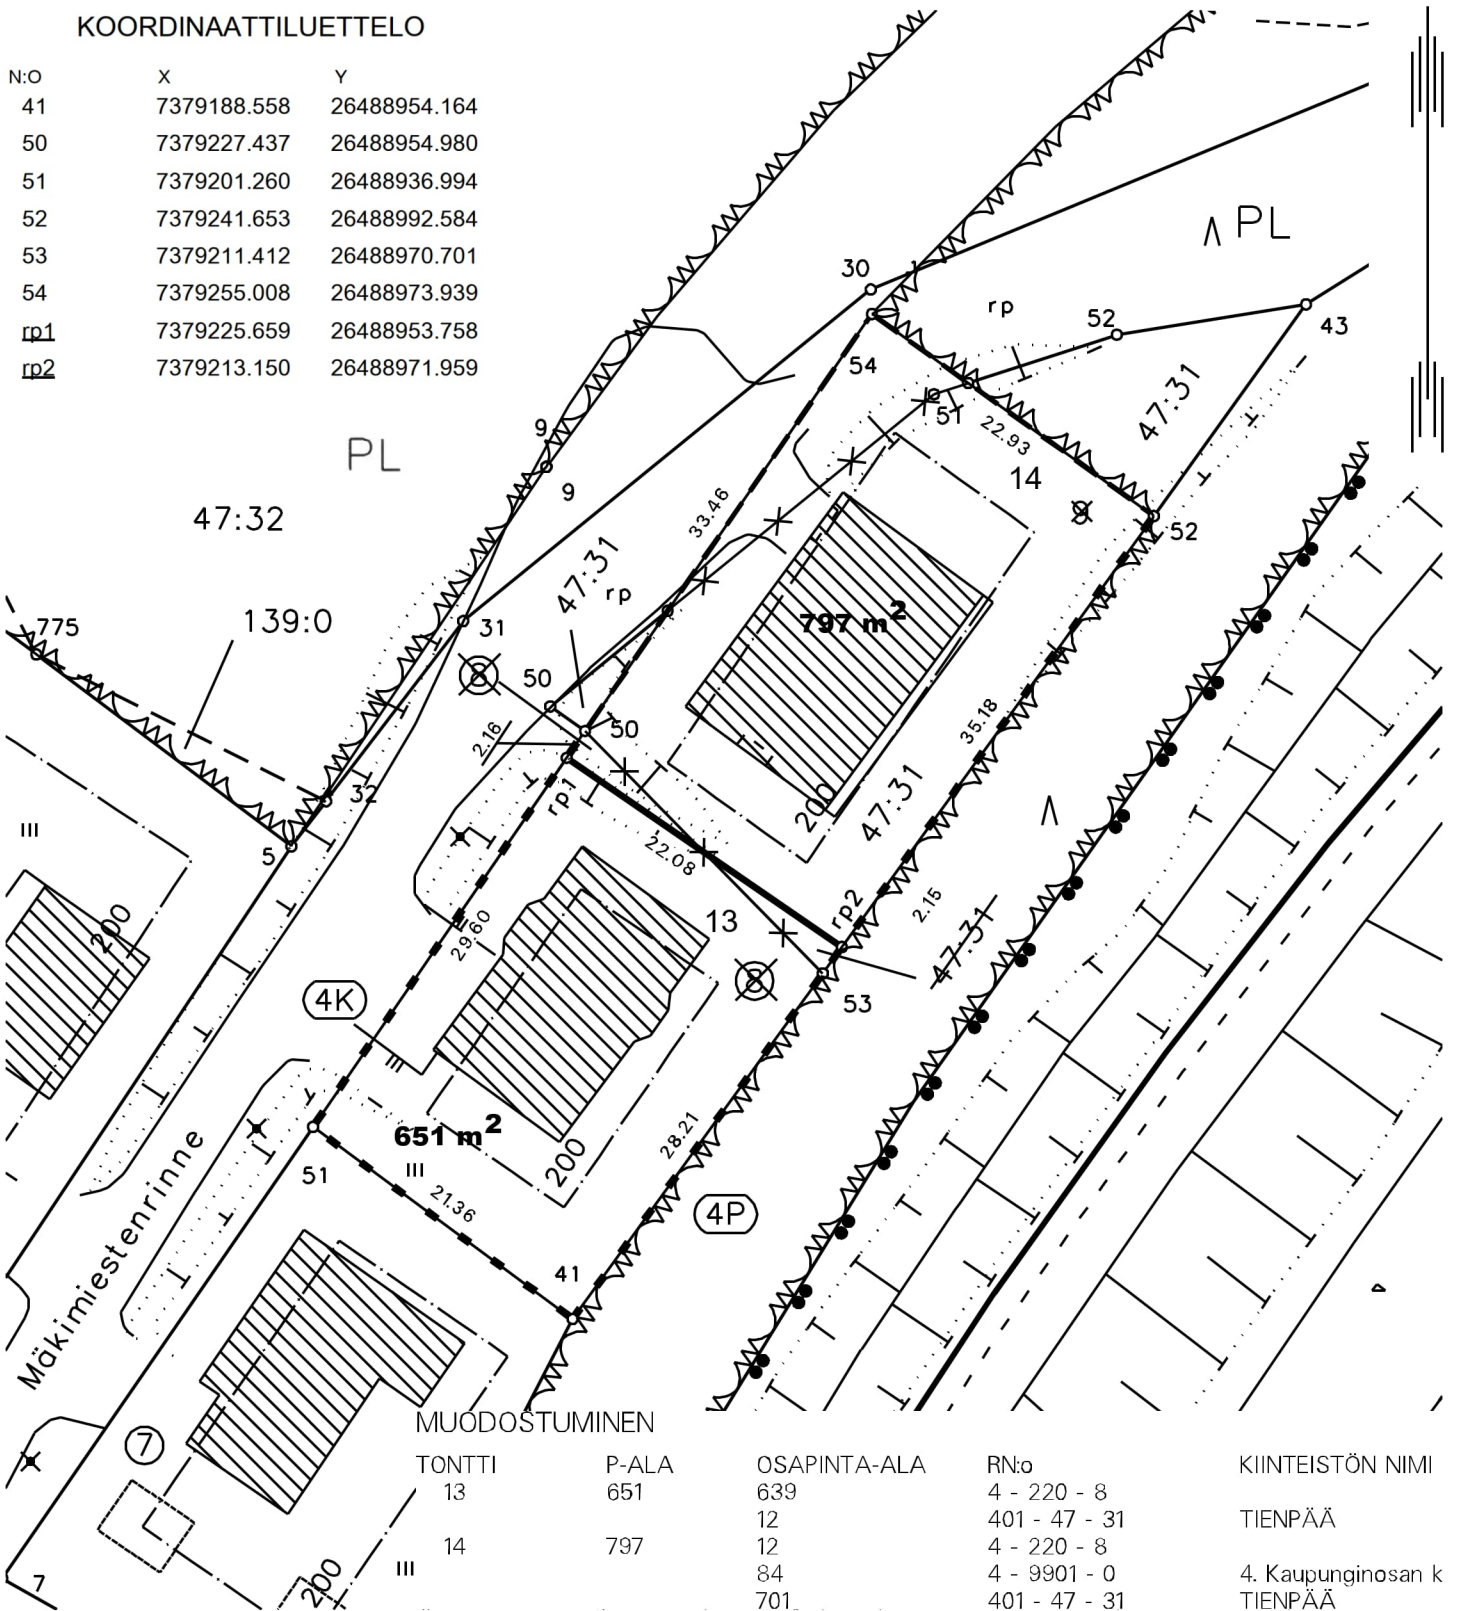 KOORDINAATTILUETTELO
N:O X Y
41 7379188.558 26488954.164
50 7379227.437 26488954.980
51 7379201.260 26488936.994
52 7379241.653 26488992.584
53 7379211.412 26488970.701
54 7379255.008 26488973.939
rp1 7379225.659 26488953.758
rp2 7379213.150 26488971.959
PL
30
rp
52
43
54
51
47:31
9
22.93
PL
14
9
47:32
33.46
52
47:31
rp
139:0
797 m²
775
31
50
50
2.16
35.18
32
rp1
200
47:31
III
5
22.08
200
29.60
13
rp2
2.15
47:31
4K
53
III
651 m²
28.21
Mäkimiestenrinne
III
200
51
21.36
4P
41
4
7
MUODOSTUMINEN
TONTTI P-ALA OSAPINTA-ALA RN:o KIINTEISTÖN NIMI
13 651 639 4 - 220 - 8
12 401 - 47 - 31 TIENPÄÄ
14 797 12 4 - 220 - 8
III 84 4 - 9901 - 0 4. Kaupunginosan k
7 200 701 401 - 47 - 31 TIENPÄÄ